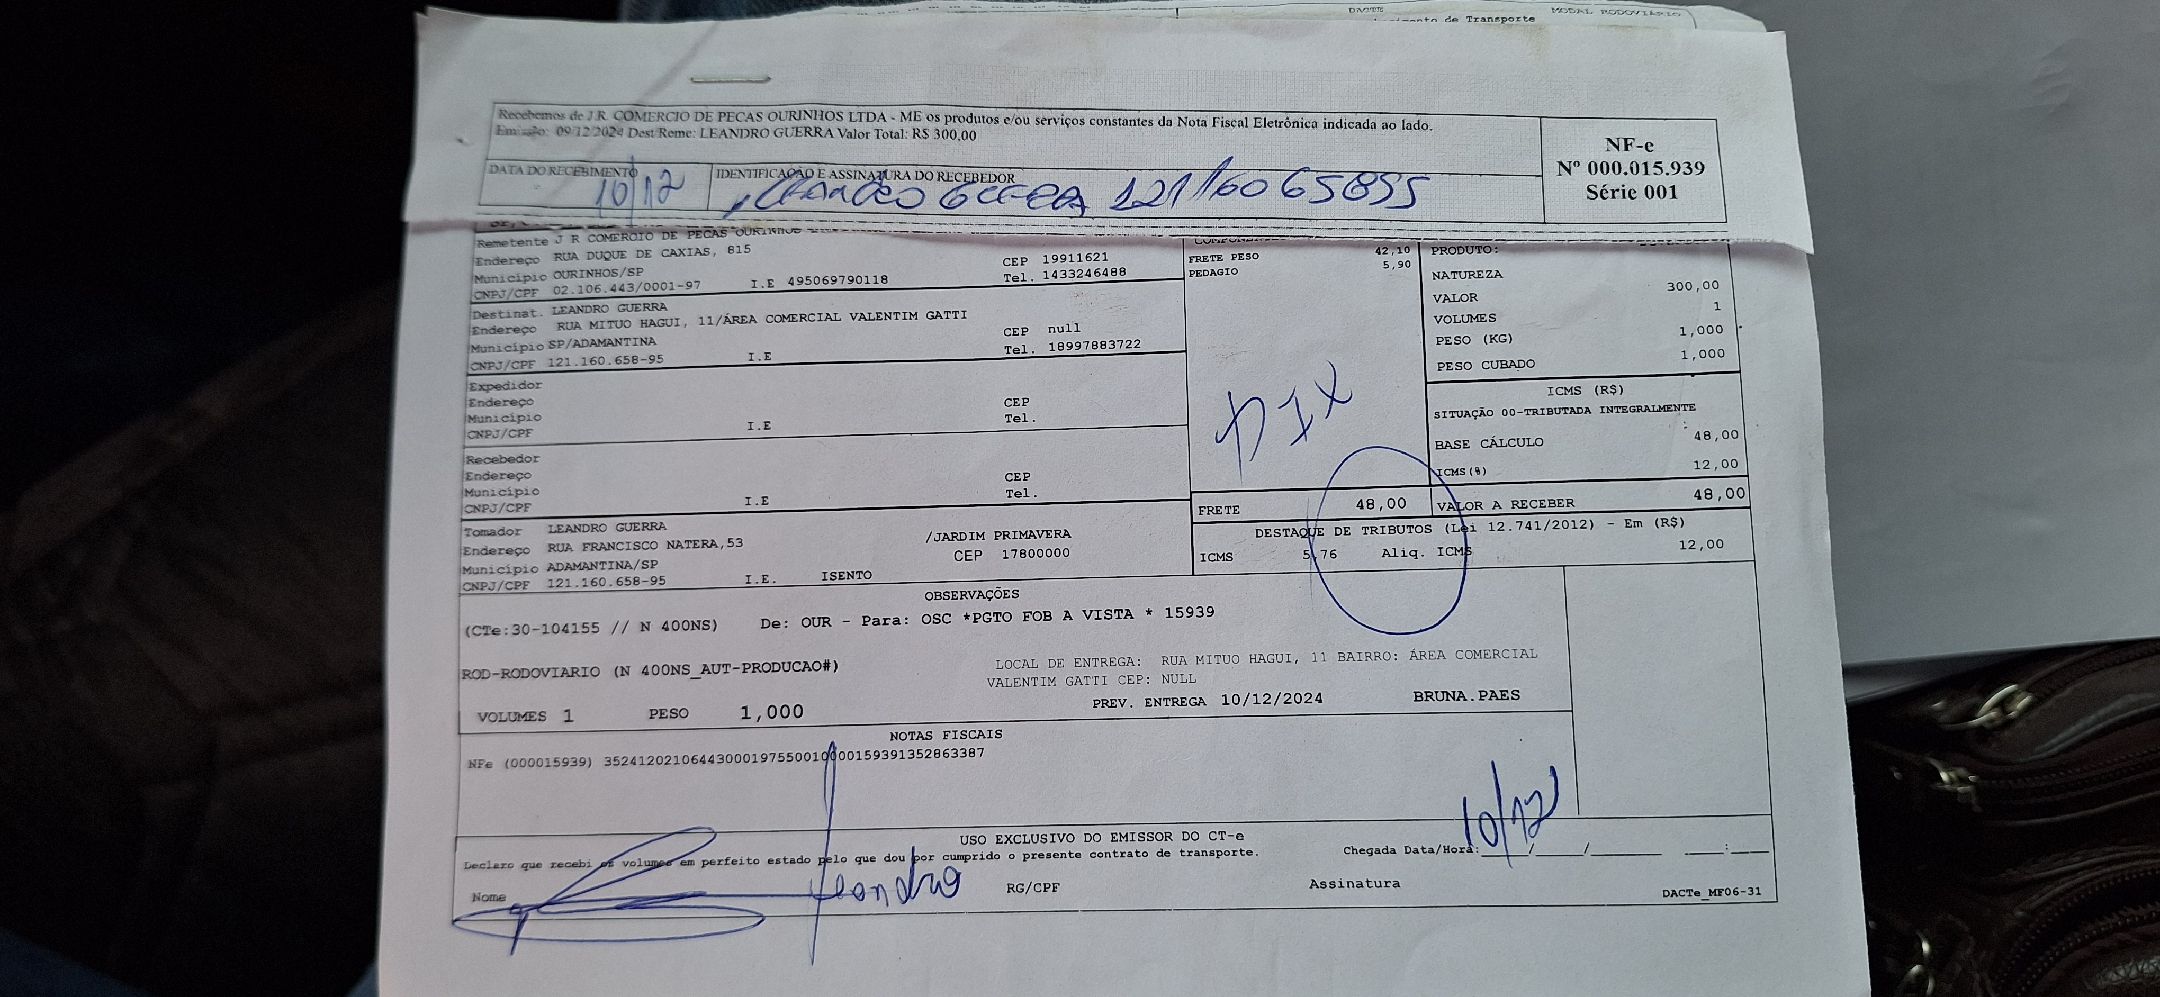 DACTE MODAL RODOVIÁRIO
de Transporte
Recebemos de J.R. COMERCIO DE PECAS OURINHOS LTDA - ME os produtos e/ou serviços constantes da Nota Fiscal Eletrônica indicada ao lado.
Emissão: 09/12/2024 Dest/Reme: LEANDRO GUERRA Valor Total: R$ 300,00
NF-e
Nº 000.015.939
Série 001
DATA DO RECEBIMENTO
10/12
IDENTIFICAÇÃO E ASSINATURA DO RECEBEDOR
Leandro Guerra 12116065895
Remetente J R COMERCIO DE PECAS OURINHOS
Endereço RUA DUQUE DE CAXIAS, 815 CEP 19911621
Município OURINHOS/SP Tel. 1433246488
CNPJ/CPF 02.106.443/0001-97 I.E 495069790118
Destinat. LEANDRO GUERRA
Endereço RUA MITUO HAGUI, 11/ÁREA COMERCIAL VALENTIM GATTI CEP null
Município SP/ADAMANTINA Tel. 18997883722
CNPJ/CPF 121.160.658-95 I.E
Expedidor
Endereço CEP
Município Tel.
CNPJ/CPF I.E
Recebedor
Endereço CEP
Município Tel.
CNPJ/CPF I.E
Tomador LEANDRO GUERRA
Endereço RUA FRANCISCO NATERA,53 /JARDIM PRIMAVERA
Município ADAMANTINA/SP CEP 17800000
CNPJ/CPF 121.160.658-95 I.E. ISENTO
FRETE PESO 42,10
PEDAGIO 5,90
PIX
FRETE 48,00
PRODUTO:
NATUREZA
VALOR 300,00
VOLUMES 1
PESO (KG) 1,000
PESO CUBADO 1,000
ICMS (R$)
SITUAÇÃO 00-TRIBUTADA INTEGRALMENTE
BASE CÁLCULO 48,00
ICMS(%) 12,00
VALOR A RECEBER 48,00
DESTAQUE DE TRIBUTOS (Lei 12.741/2012) - Em (R$)
ICMS 5,76 Aliq. ICMS 12,00
OBSERVAÇÕES
(CTe:30-104155 // N 400NS) De: OUR - Para: OSC *PGTO FOB A VISTA * 15939
ROD-RODOVIARIO (N 400NS_AUT-PRODUCAO#)
LOCAL DE ENTREGA: RUA MITUO HAGUI, 11 BAIRRO: ÁREA COMERCIAL
VALENTIM GATTI CEP: NULL
VOLUMES 1 PESO 1,000 PREV. ENTREGA 10/12/2024 BRUNA.PAES
NOTAS FISCAIS
NFe (000015939) 35241202106443000197550010000159391352863387
USO EXCLUSIVO DO EMISSOR DO CT-e
Declaro que recebi os volumes em perfeito estado pelo que dou por cumprido o presente contrato de transporte.
Chegada Data/Hora:____/____/____ ____:____
10/12
Nome Leandro RG/CPF Assinatura
DACTe_MF06-31